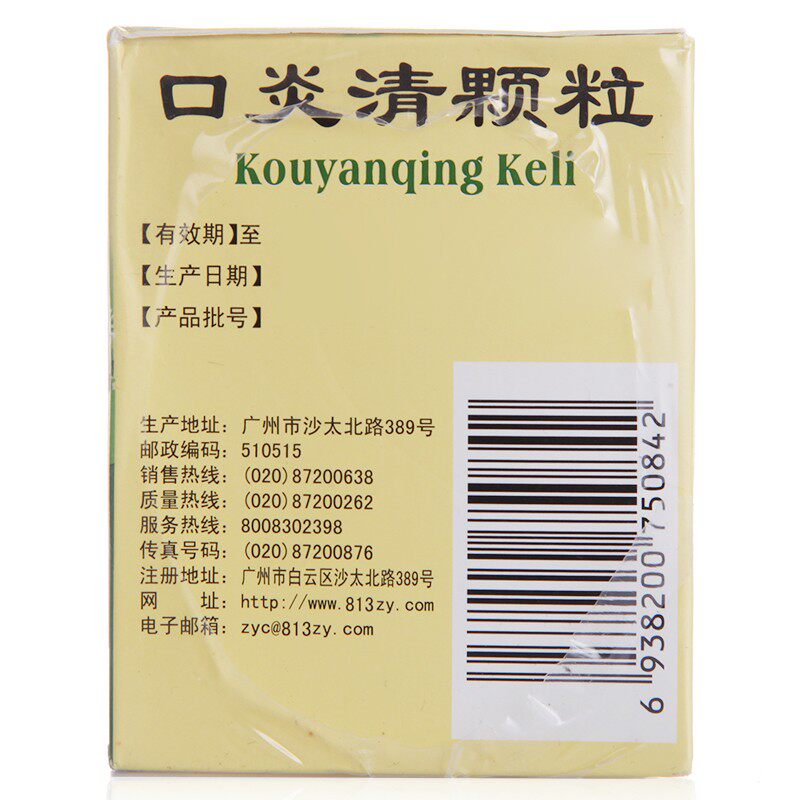 口炎清颗粒
Kouyanqing Keli
【有效期】至
【生产日期】
【产品批号】
生产地址：广州市沙太北路389号
邮政编码：510515
销售热线：(020)87200638
质量热线：(020)87200262
服务热线：8008302398
传真号码：(020)87200876
注册地址：广州市白云区沙太北路389号
网　　址：http://www.813zy.com
电子邮箱：zyc@813zy.com
6 938200 750842